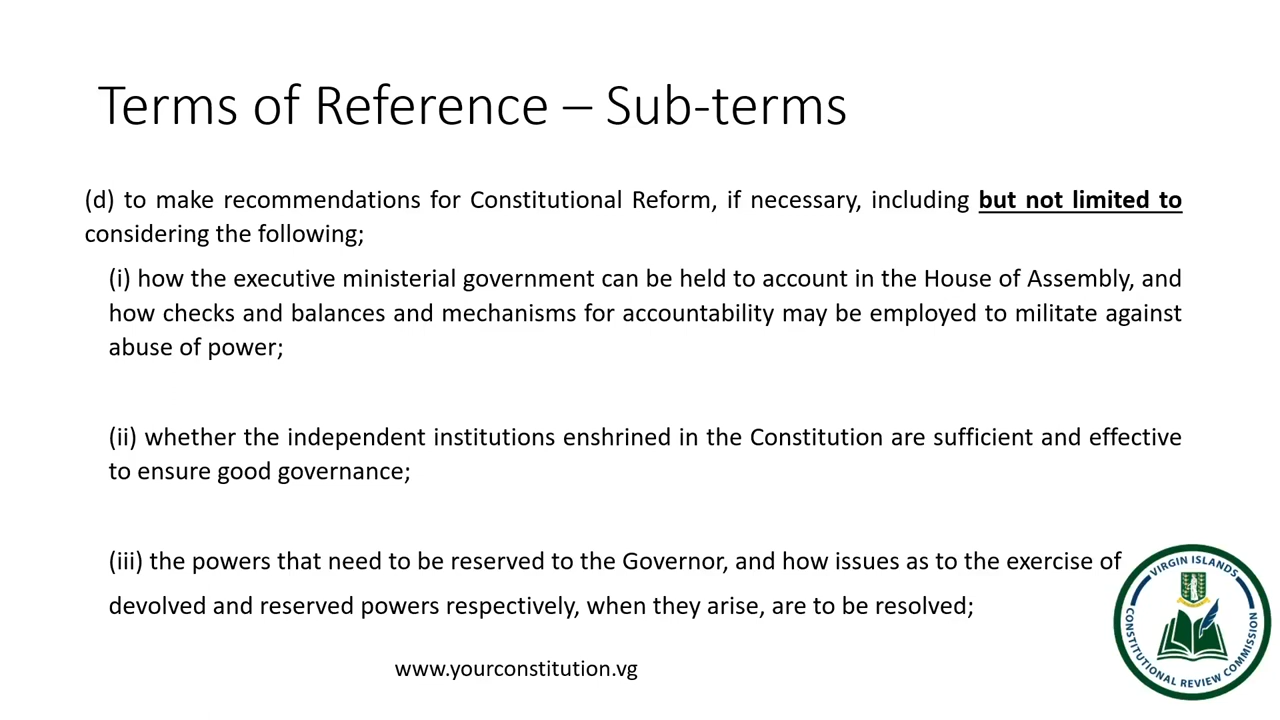 Terms of Reference – Sub-terms
(d) to make recommendations for Constitutional Reform, if necessary, including but not limited to
considering the following;
(i) how the executive ministerial government can be held to account in the House of Assembly, and
how checks and balances and mechanisms for accountability may be employed to militate against
abuse of power;
(ii) whether the independent institutions enshrined in the Constitution are sufficient and effective
to ensure good governance;
(iii) the powers that need to be reserved to the Governor, and how issues as to the exercise of
devolved and reserved powers respectively, when they arise, are to be resolved;
www.yourconstitution.vg
VIRGIN ISLANDS
CONSTITUTIONAL REVIEW COMMISSION